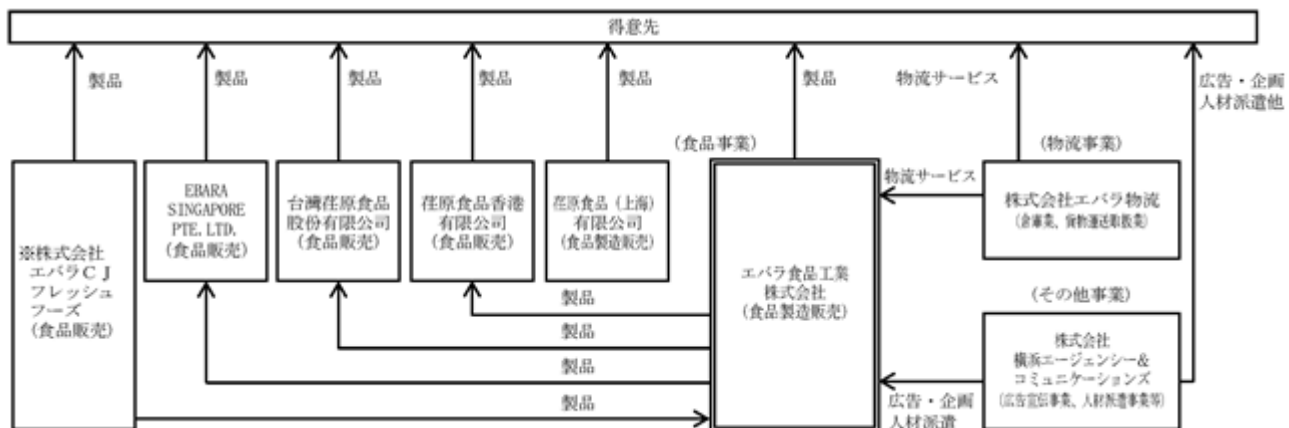 得意先
製品
製品
製品
製品
製品
製品
物流サービス
広告・企画
人材派遣他
(食品事業)
(物流事業)
※株式会社
エバラCJ
フレッシュ
フーズ
(食品販売)
EBARA
SINGAPORE
PTE.LTD.
(食品販売)
台灣荏原食品
股份有限公司
(食品販売)
荏原食品香港
有限公司
(食品販売)
荏原食品(上海)
有限公司
(食品製造販売)
エバラ食品工業
株式会社
(食品製造販売)
物流サービス
株式会社エバラ物流
(倉庫業、貨物運送取扱業)
製品
製品
製品
製品
(その他事業)
株式会社
横浜エージェンシー&
コミュニケーションズ
(広告宣伝事業、人材派遣事業等)
広告・企画
人材派遣